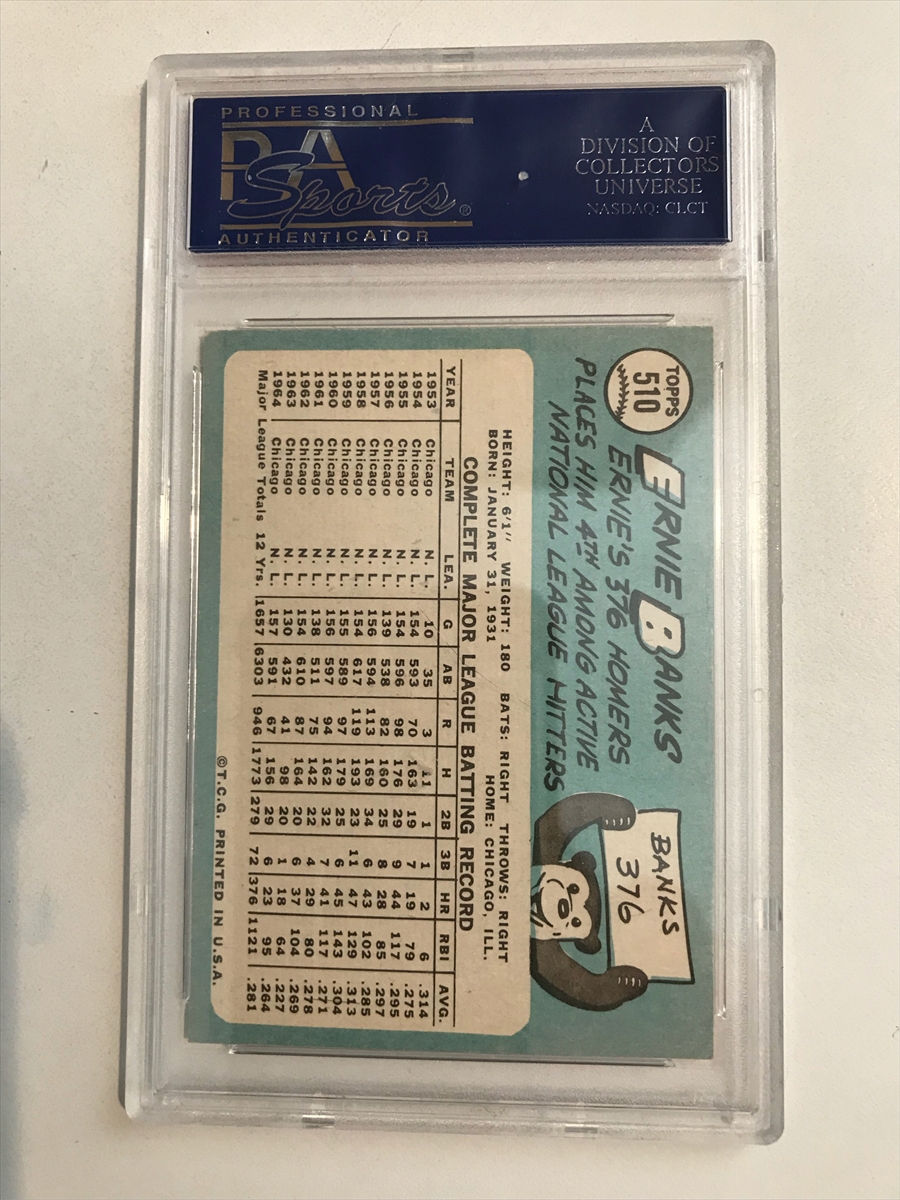 PROFESSIONAL
PSA
Sports®
AUTHENTICATOR
A
DIVISION OF
COLLECTORS
UNIVERSE
NASDAQ: CLCT
TOPPS
510
ERNIE BANKS
ERNIE'S 376 HOMERS
PLACES HIM 4TH AMONG ACTIVE
NATIONAL LEAGUE HITTERS
BANKS
376
HEIGHT: 6'1" WEIGHT: 180 BATS: RIGHT THROWS: RIGHT
BORN: JANUARY 31, 1931 HOME: CHICAGO, ILL.
COMPLETE MAJOR LEAGUE BATTING RECORD
YEAR TEAM LEA. G AB R H 2B 3B HR RBI AVG.
1953 Chicago N. L. 10 35 3 11 1 1 2 6 .314
1954 Chicago N. L. 154 593 70 163 19 7 19 79 .275
1955 Chicago N. L. 154 596 98 176 29 9 44 117 .295
1956 Chicago N. L. 139 538 82 160 25 8 28 85 .297
1957 Chicago N. L. 156 594 113 169 34 6 43 102 .285
1958 Chicago N. L. 154 617 119 193 23 11 47 129 .313
1959 Chicago N. L. 155 589 97 179 25 6 45 143 .304
1960 Chicago N. L. 156 597 94 162 32 7 41 117 .271
1961 Chicago N. L. 138 511 75 142 22 4 29 80 .278
1962 Chicago N. L. 154 610 87 164 20 6 37 104 .269
1963 Chicago N. L. 130 432 41 98 20 1 18 64 .227
1964 Chicago N. L. 157 591 67 156 29 6 23 95 .264
Major League Totals 12 Yrs. 1657 6303 946 1773 279 72 376 1121 .281
©T.C.G. PRINTED IN U.S.A.